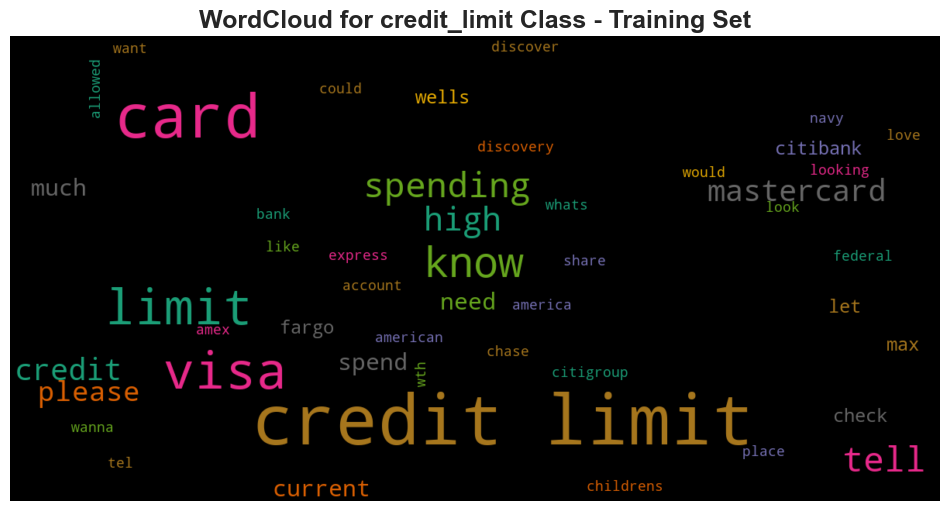 WordCloud for credit_limit Class - Training Set
want
discover
allowed
could
wells
card
navy
love
discovery
citibank
would
looking
much
spending
mastercard
whats
look
bank
high
like
express
know
share
federal
account
need
america
limit
let
amex
fargo
american
max
chase
credit
visa
spend
wth
citigroup
please
credit limit
check
wanna
place
tell
tel
current
childrens